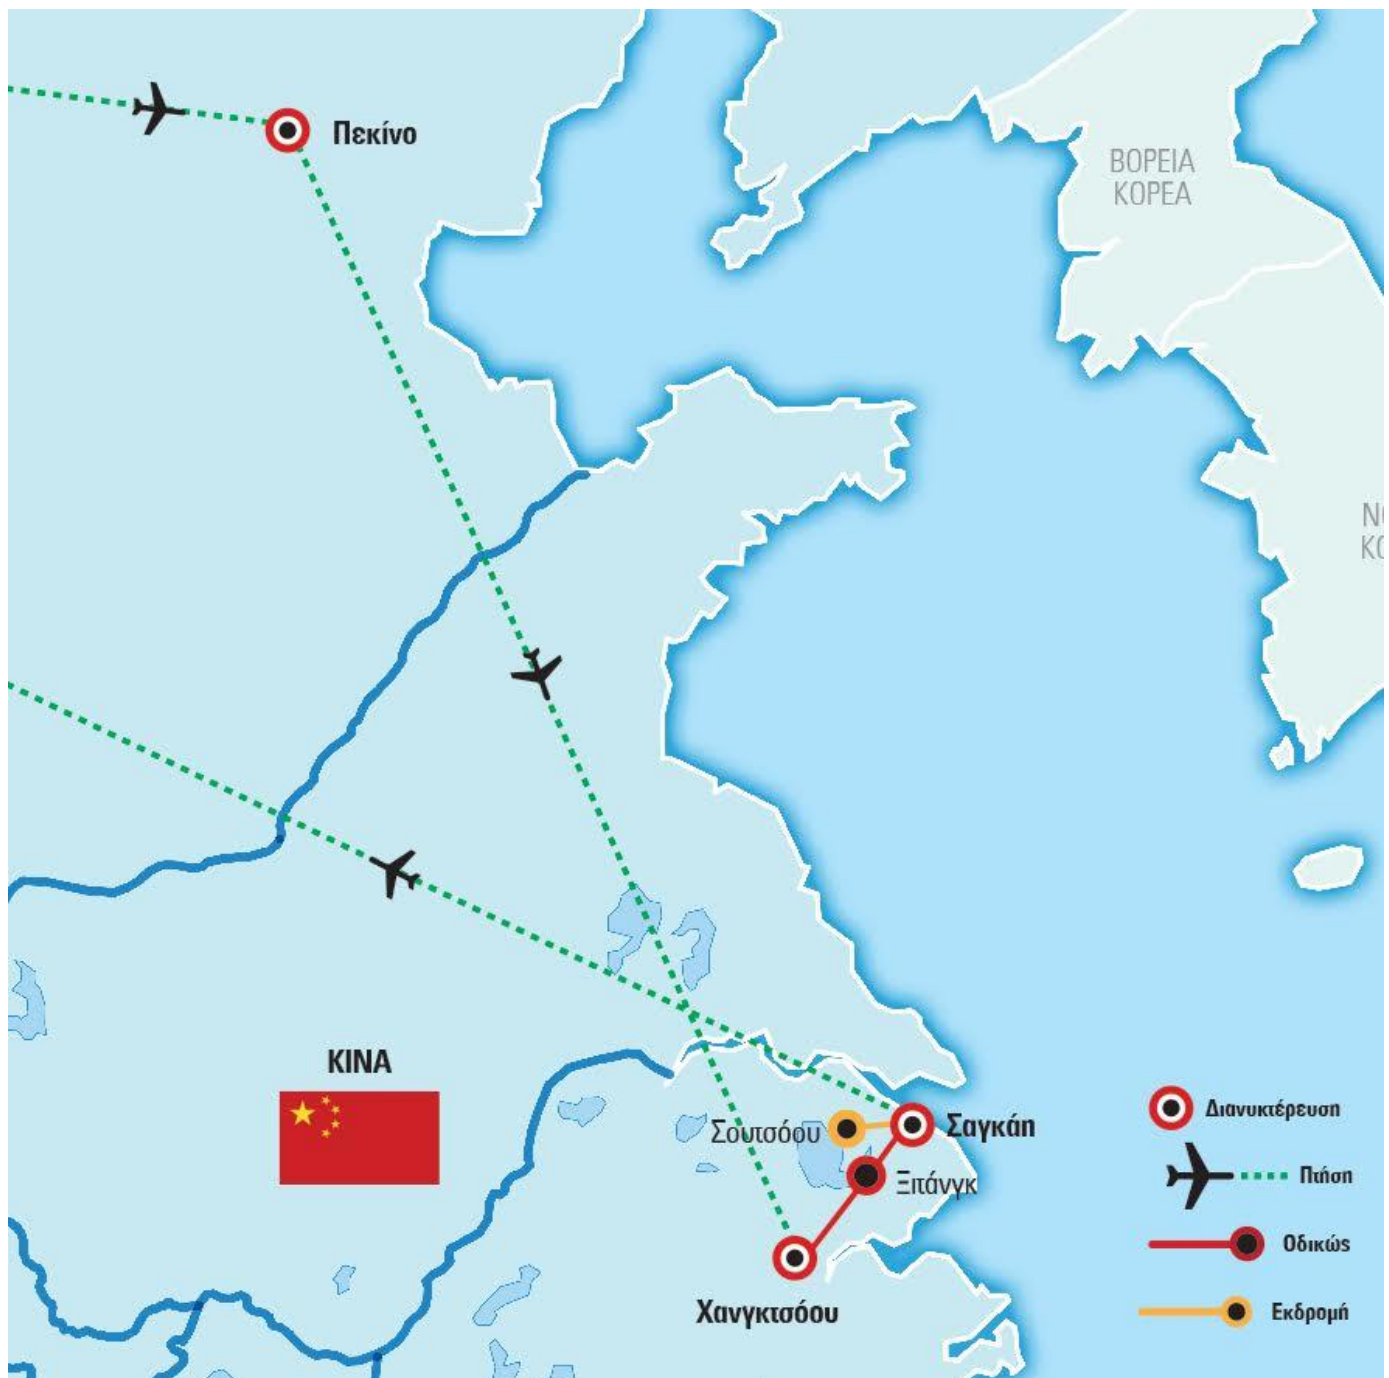 Πεκίνο
ΒΟΡΕΙΑ
ΚΟΡΕΑ
ΚΙΝΑ
Σουτσόου
Σαγκάη
Ξιτάνγκ
Χανγκτσόου
Διανυκτέρευση
Πτήση
Οδικώς
Εκδρομή